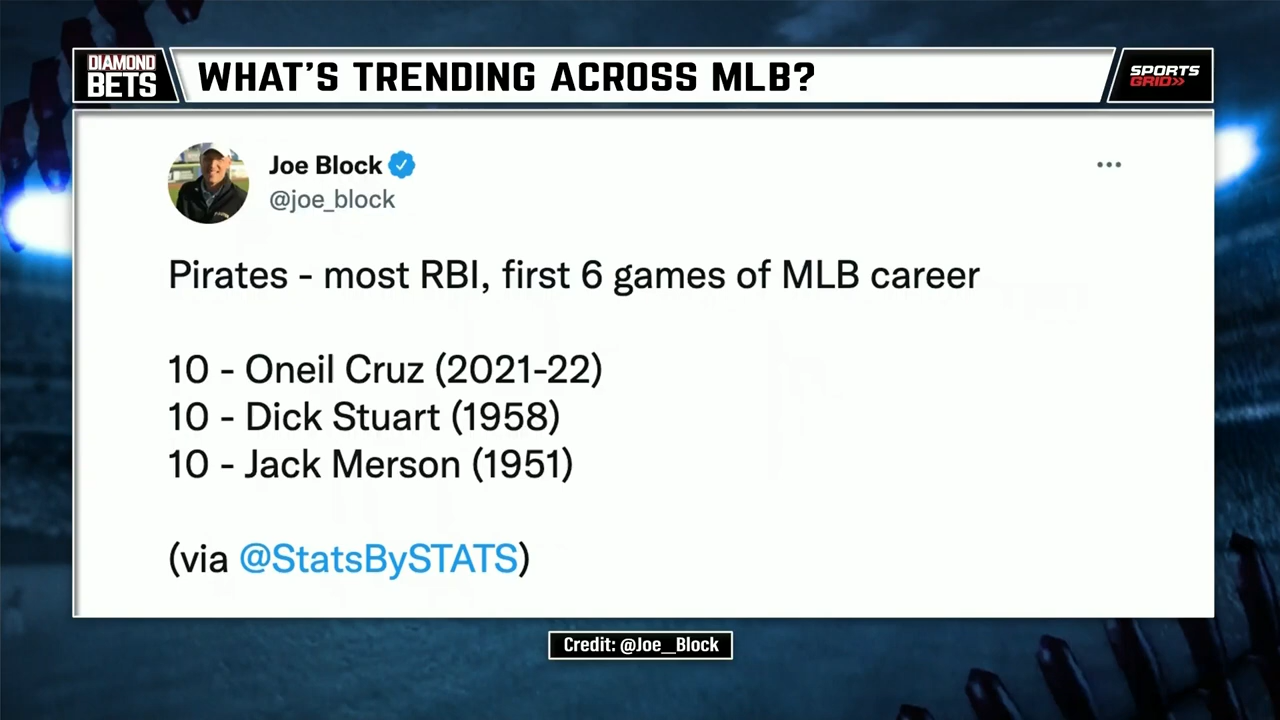 DIAMOND
BETS
WHAT'S TRENDING ACROSS MLB?
SPORTS
GRID
Joe Block
@joe_block
Pirates - most RBI, first 6 games of MLB career
10 - Oneil Cruz (2021-22)
10 - Dick Stuart (1958)
10 - Jack Merson (1951)
(via @StatsBySTATS)
Credit: @Joe__Block